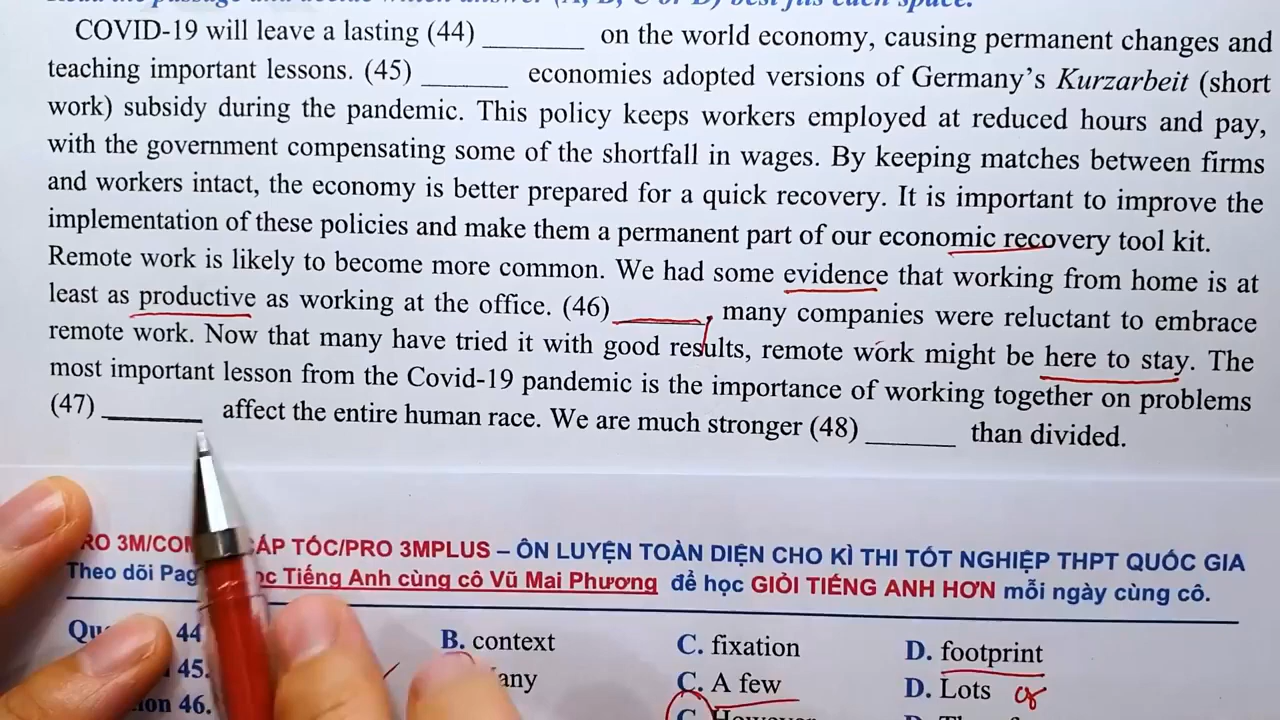 COVID-19 will leave a lasting (44) ________ on the world economy, causing permanent changes and
teaching important lessons. (45) _______ economies adopted versions of Germany's Kurzarbeit (short
work) subsidy during the pandemic. This policy keeps workers employed at reduced hours and pay,
with the government compensating some of the shortfall in wages. By keeping matches between firms
and workers intact, the economy is better prepared for a quick recovery. It is important to improve the
implementation of these policies and make them a permanent part of our economic recovery tool kit.
Remote work is likely to become more common. We had some evidence that working from home is at
least as productive as working at the office. (46) _______, many companies were reluctant to embrace
remote work. Now that many have tried it with good results, remote work might be here to stay. The
most important lesson from the Covid-19 pandemic is the importance of working together on problems
(47) ________ affect the entire human race. We are much stronger (48) _______ than divided.
CẤP TÓC/PRO 3MPLUS – ÔN LUYỆN TOÀN DIỆN CHO KÌ THI TỐT NGHIỆP THPT QUỐC GIA
Theo dõi Tiếng Anh cùng cô Vũ Mai Phương để học GIỎI TIẾNG ANH HƠN mỗi ngày cùng cô.
44 B. context C. fixation D. footprint
45. C. A few D. Lots of
46. C. However